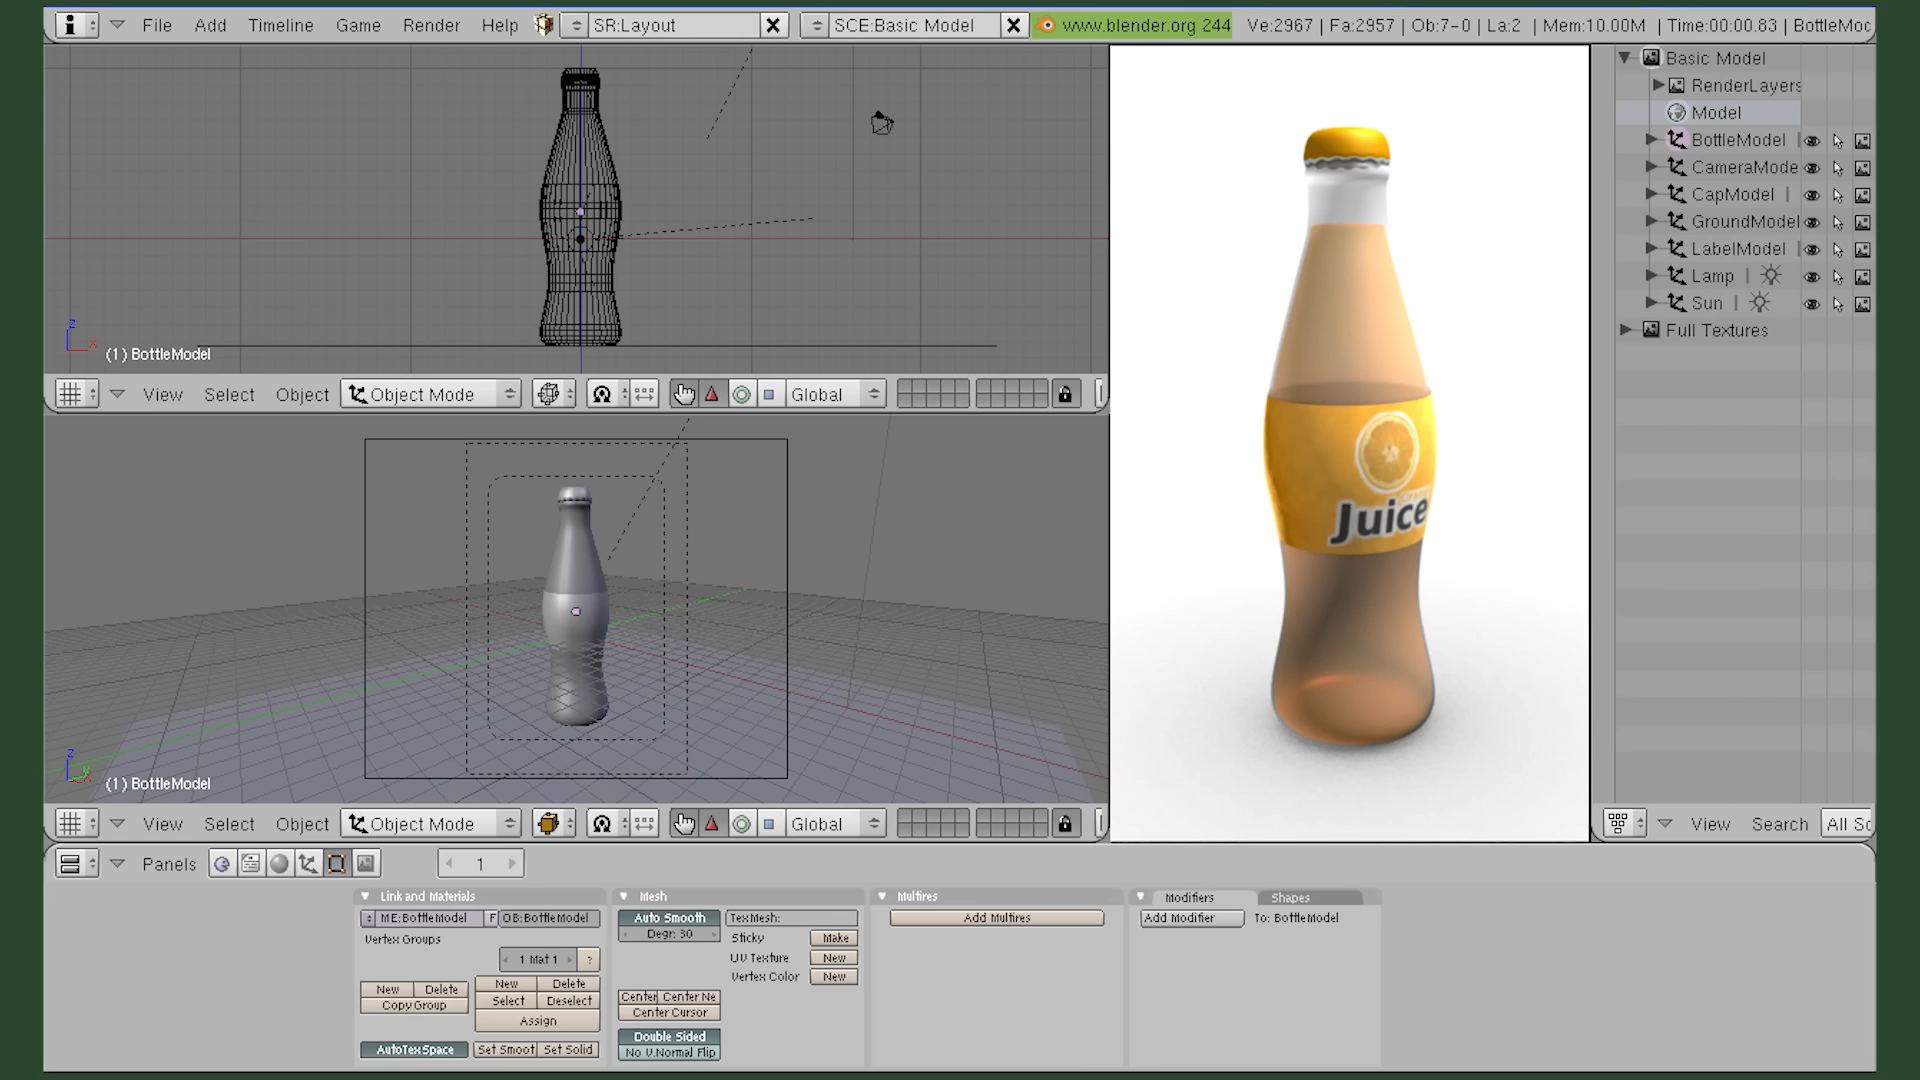 File Add Timeline Game Render Help SR:Layout SCE:Basic Model www.blender.org 244 Ve:2967 | Fa:2957 | Ob:7-0 | La:2 | Mem:10.00M | Time:00:00.83 | BottleMoc
z
x
(1) BottleModel
View Select Object Object Mode Global
z
y
(1) BottleModel
View Select Object Object Mode Global
Juice
Basic Model
RenderLayers
Model
BottleModel
CameraMode
CapModel
GroundModel
LabelModel
Lamp
Sun
Full Textures
View Search All Sc
Panels 1
Link and Materials
ME:BottleModel F OB:BottleModel
Vertex Groups
1 Mat 1 ?
New Delete New Delete
Copy Group Select Deselect
Assign
AutoTexSpace Set Smoot Set Solid
Mesh
Auto Smooth TexMesh:
Degr: 30 Sticky Make
UV Texture New
Vertex Color New
Center Center Ne
Center Cursor
Double Sided
No V.Normal Flip
Multires
Add Multires
Modifiers Shapes
Add Modifier To: BottleModel